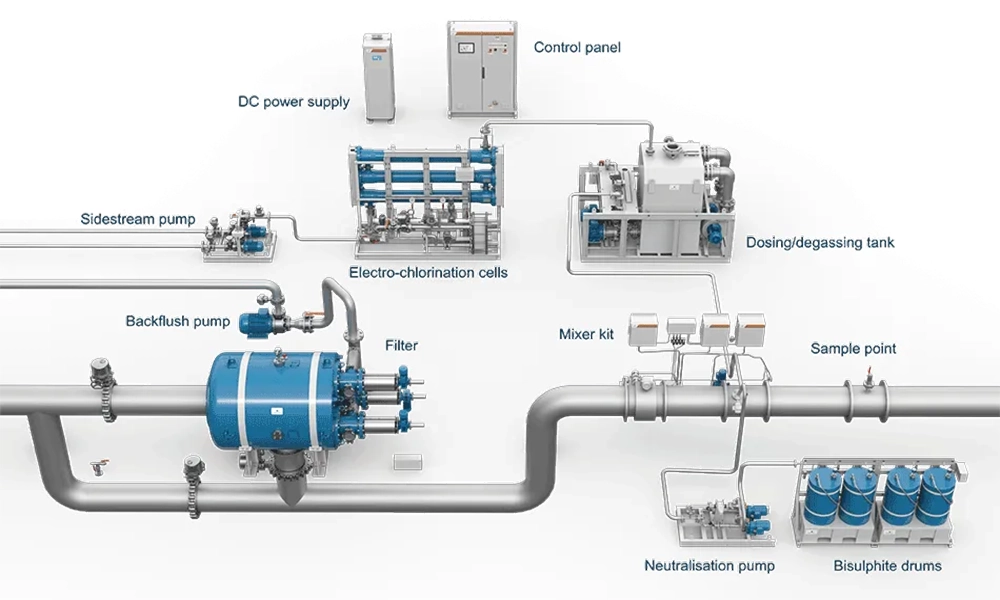 Control panel
DC power supply
Sidestream pump
Electro-chlorination cells
Dosing/degassing tank
Backflush pump
Filter
Mixer kit
Sample point
Neutralisation pump
Bisulphite drums